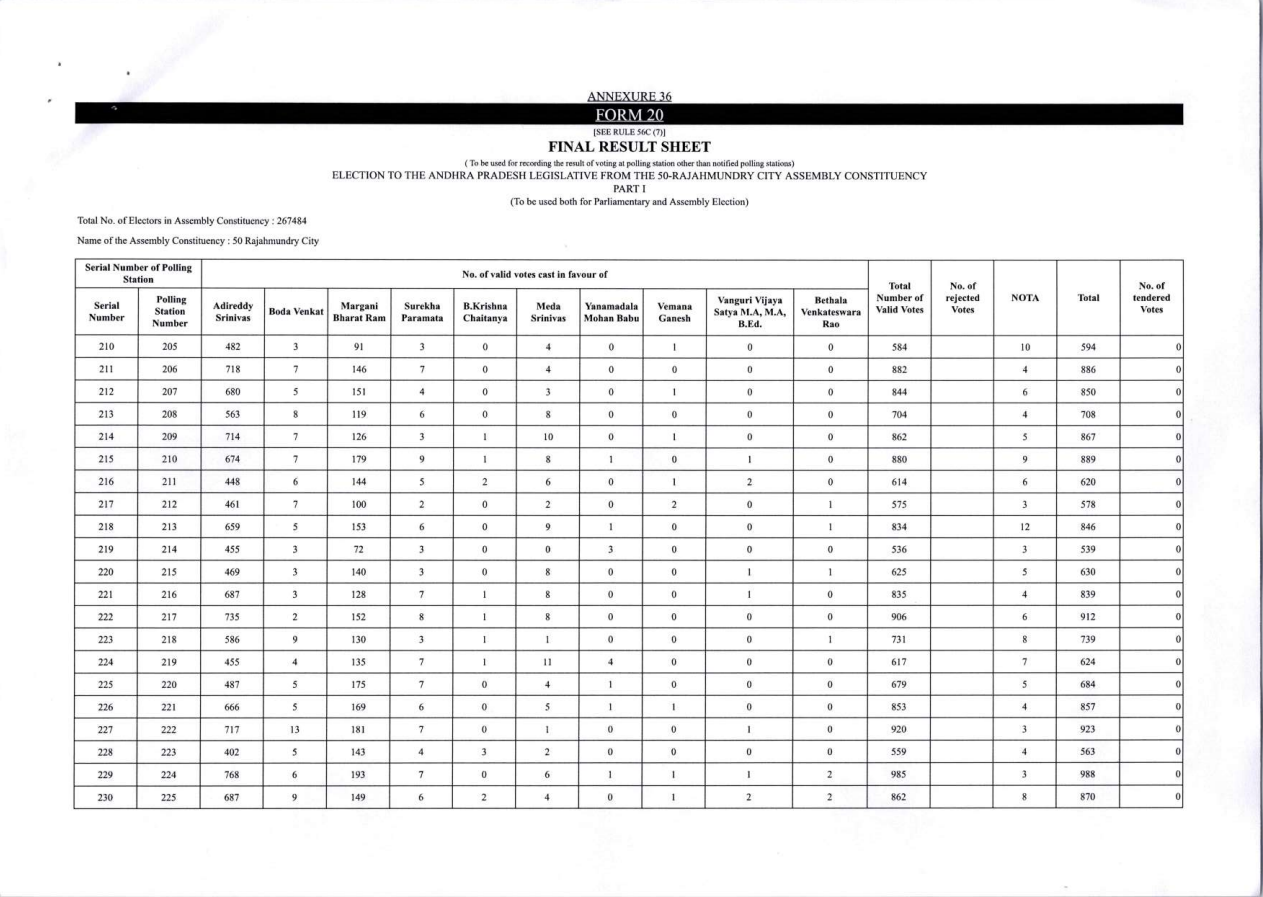 ANNEXURE 36
FORM 20
[SEE RULE 56C (7)]
FINAL RESULT SHEET
( To be used for recording the result of voting at polling station other than notified polling stations)
ELECTION TO THE ANDHRA PRADESH LEGISLATIVE FROM THE 50-RAJAHMUNDRY CITY ASSEMBLY CONSTITUENCY
PART I
(To be used both for Parliamentary and Assembly Election)
Total No. of Electors in Assembly Constituency : 267484
Name of the Assembly Constituency : 50 Rajahmundry City
Serial Number of Polling Station | No. of valid votes cast in favour of | Total Number of Valid Votes | No. of rejected Votes | NOTA | Total | No. of tendered Votes
Serial Number | Polling Station Number | Adireddy Srinivas | Boda Venkat | Margani Bharat Ram | Surekha Paramata | B.Krishna Chaitanya | Meda Srinivas | Yanamadala Mohan Babu | Vemana Ganesh | Vanguri Vijaya Satya M.A, M.A, B.Ed. | Bethala Venkateswara Rao
210 205 482 3 91 3 0 4 0 1 0 0 584 10 594 0
211 206 718 7 146 7 0 4 0 0 0 0 882 4 886 0
212 207 680 5 151 4 0 3 0 1 0 0 844 6 850 0
213 208 563 8 119 6 0 8 0 0 0 0 704 4 708 0
214 209 714 7 126 3 1 10 0 1 0 0 862 5 867 0
215 210 674 7 179 9 1 8 1 0 1 0 880 9 889 0
216 211 448 6 144 5 2 6 0 1 2 0 614 6 620 0
217 212 461 7 100 2 0 2 0 2 0 1 575 3 578 0
218 213 659 5 153 6 0 9 1 0 0 1 834 12 846 0
219 214 455 3 72 3 0 0 3 0 0 0 536 3 539 0
220 215 469 3 140 3 0 8 0 0 1 1 625 5 630 0
221 216 687 3 128 7 1 8 0 0 1 0 835 4 839 0
222 217 735 2 152 8 1 8 0 0 0 0 906 6 912 0
223 218 586 9 130 3 1 1 0 0 0 1 731 8 739 0
224 219 455 4 135 7 1 11 4 0 0 0 617 7 624 0
225 220 487 5 175 7 0 4 1 0 0 0 679 5 684 0
226 221 666 5 169 6 0 5 1 1 0 0 853 4 857 0
227 222 717 13 181 7 0 1 0 0 1 0 920 3 923 0
228 223 402 5 143 4 3 2 0 0 0 0 559 4 563 0
229 224 768 6 193 7 0 6 1 1 1 2 985 3 988 0
230 225 687 9 149 6 2 4 0 1 2 2 862 8 870 0